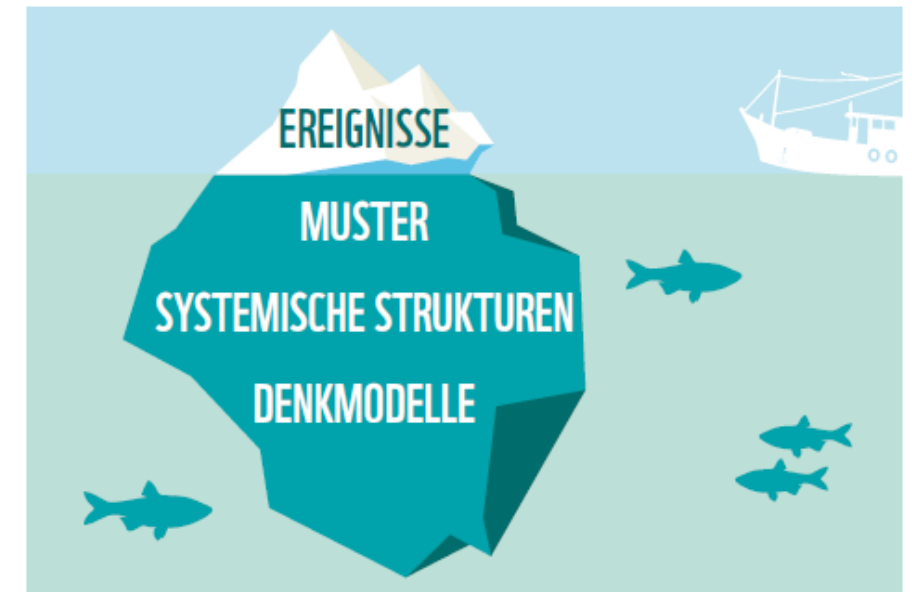 EREIGNISSE
MUSTER
SYSTEMISCHE STRUKTUREN
DENKMODELLE